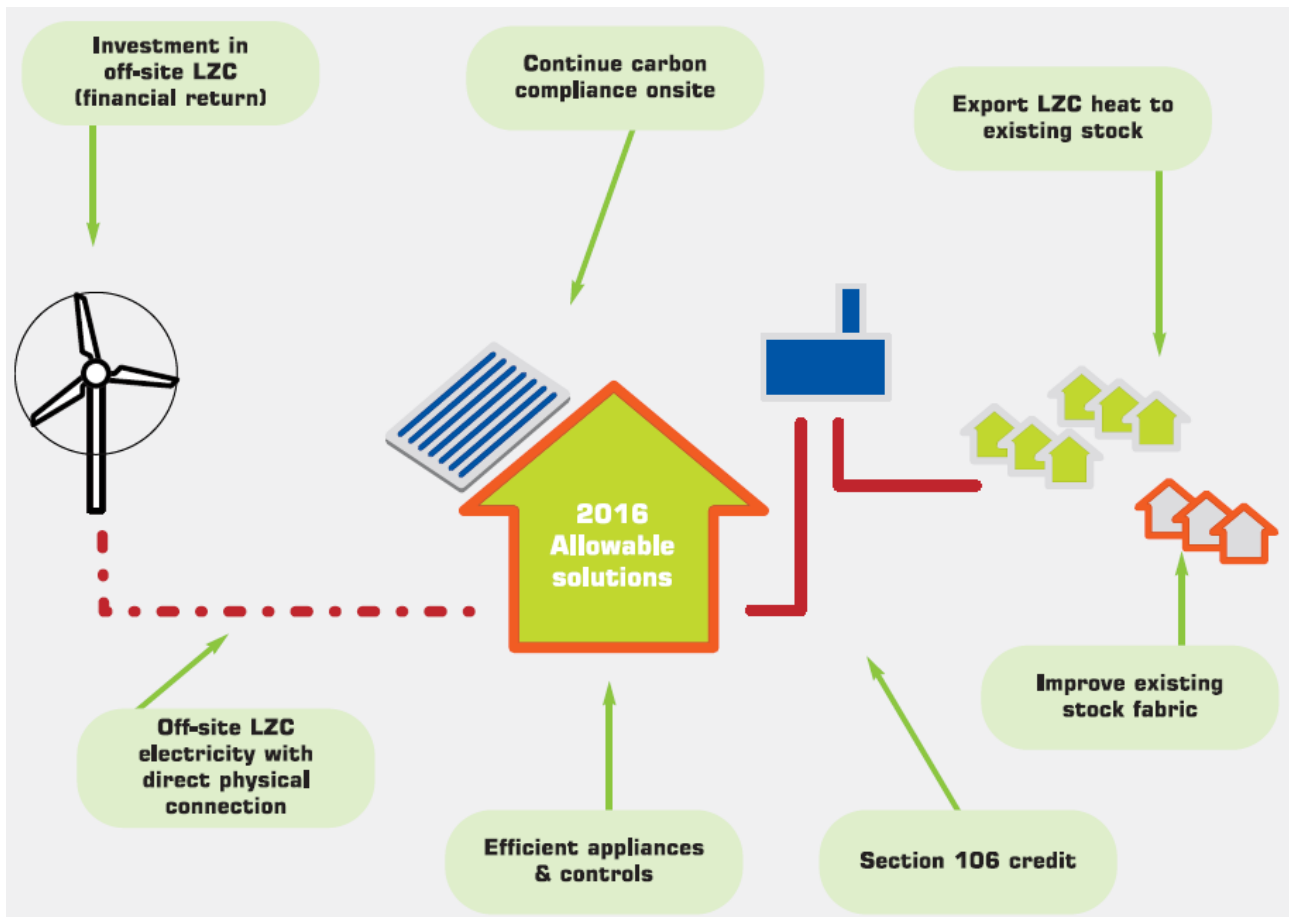 Investment in
off-site LZC
(financial return)
Continue carbon
compliance onsite
Export LZC heat to
existing stock
2016
Allowable
solutions
Off-site LZC
electricity with
direct physical
connection
Efficient appliances
& controls
Section 106 credit
Improve existing
stock fabric